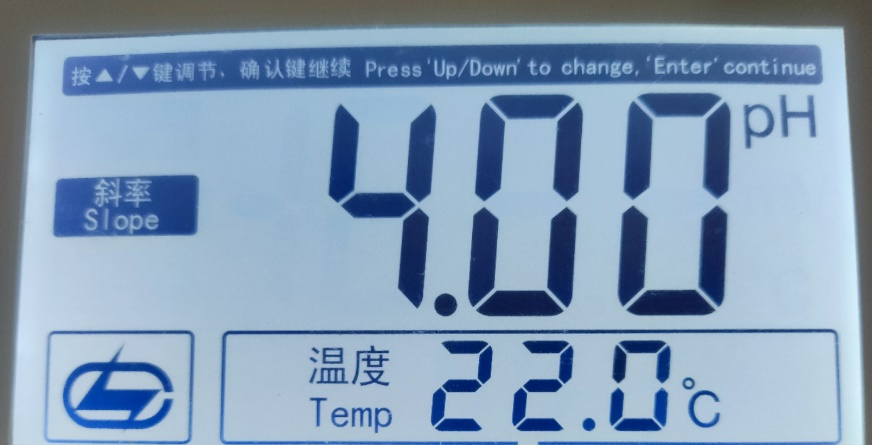 按▲/▼键调节、确认键继续 Press'Up/Down'to change,'Enter'continue
4.00 pH
斜率
Slope
温度
Temp
22.0 ℃